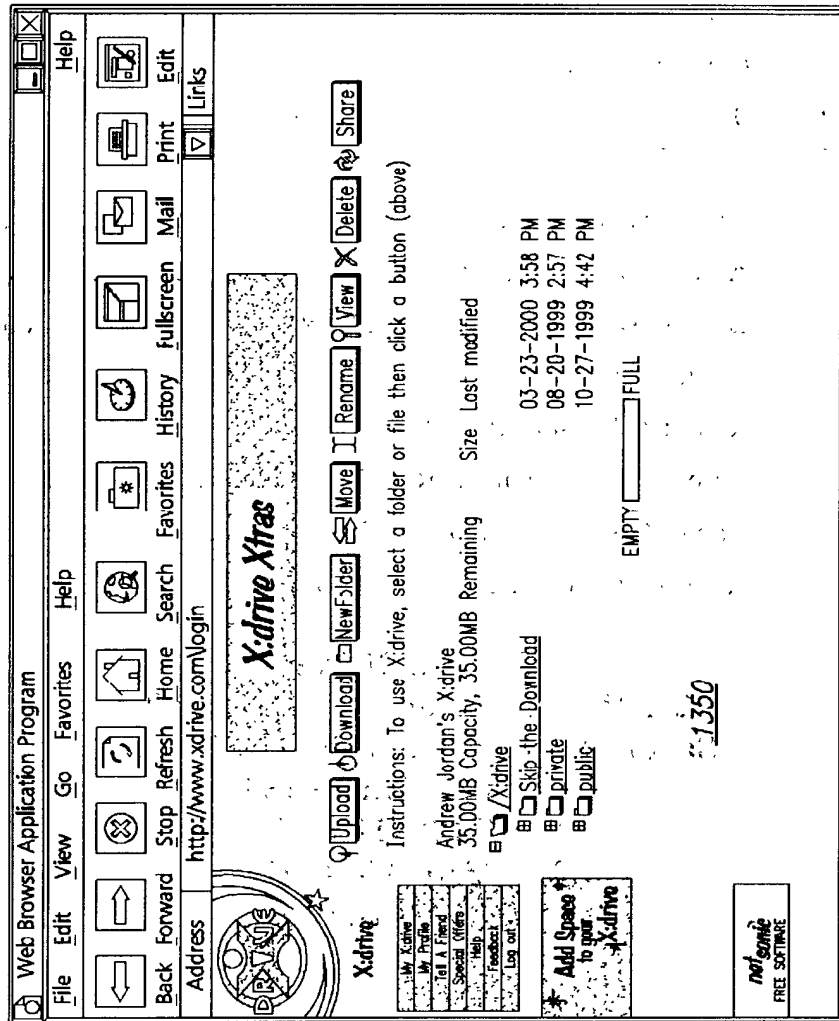 Web Browser Application Program
File Edit View Go Favorites Help Help
Back Forward Stop Refresh Home Search Favorites History Fullscreen Mail Print Edit
Address http://www.xdrive.com\login Links
DRIVE
X:drive Xtras
X:drive
Upload Download NewFolder Move Rename View Delete Share
Instructions: To use X:drive, select a folder or file then click a button (above)
My X:drive
My Profile
Tell A Friend
Special Offers
Help
Feedback
Log out
Andrew Jordan's X:drive
35.00MB Capacity, 35.00MB Remaining Size Last modified
/X:drive
Skip the Download 03-23-2000 3:58 PM
private 08-20-1999 2:57 PM
public 10-27-1999 4:42 PM
Add Space
to your
X:drive
EMPTY FULL
1350
netsonic
FREE SOFTWARE